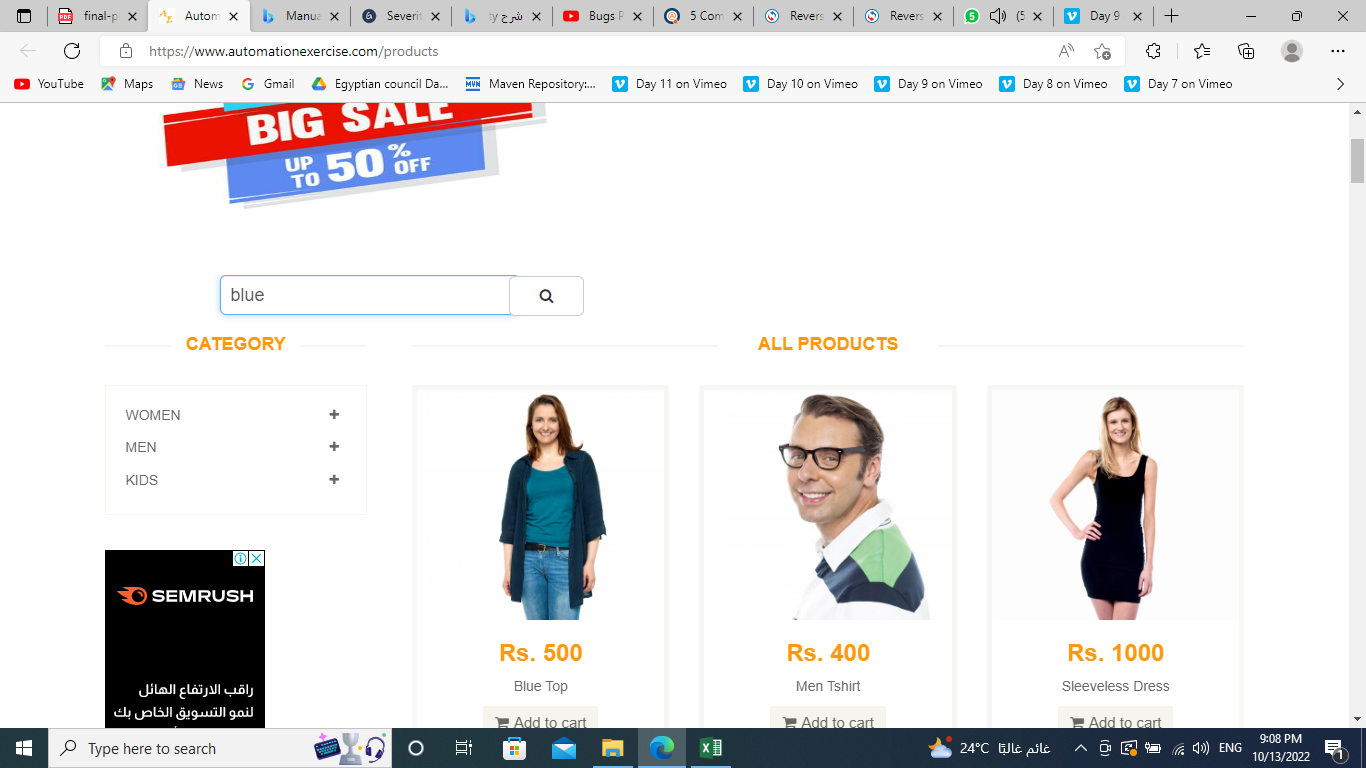 final-p
Autom
Manua
Severit
شرح ty
Bugs P
5 Com
Revers
Revers
(5
Day 9
https://www.automationexercise.com/products
YouTube
Maps
News
Gmail
Egyptian council Da...
Maven Repository:...
Day 11 on Vimeo
Day 10 on Vimeo
Day 9 on Vimeo
Day 8 on Vimeo
Day 7 on Vimeo
BIG SALE
UP TO 50% OFF
blue
CATEGORY
ALL PRODUCTS
WOMEN
MEN
KIDS
SEMRUSH
راقب الارتفاع الهائل
لنمو التسويق الخاص بك
Rs. 500
Blue Top
Add to cart
Rs. 400
Men Tshirt
Add to cart
Rs. 1000
Sleeveless Dress
Add to cart
Type here to search
24°C غائم غالبًا
ENG
9:08 PM
10/13/2022
1